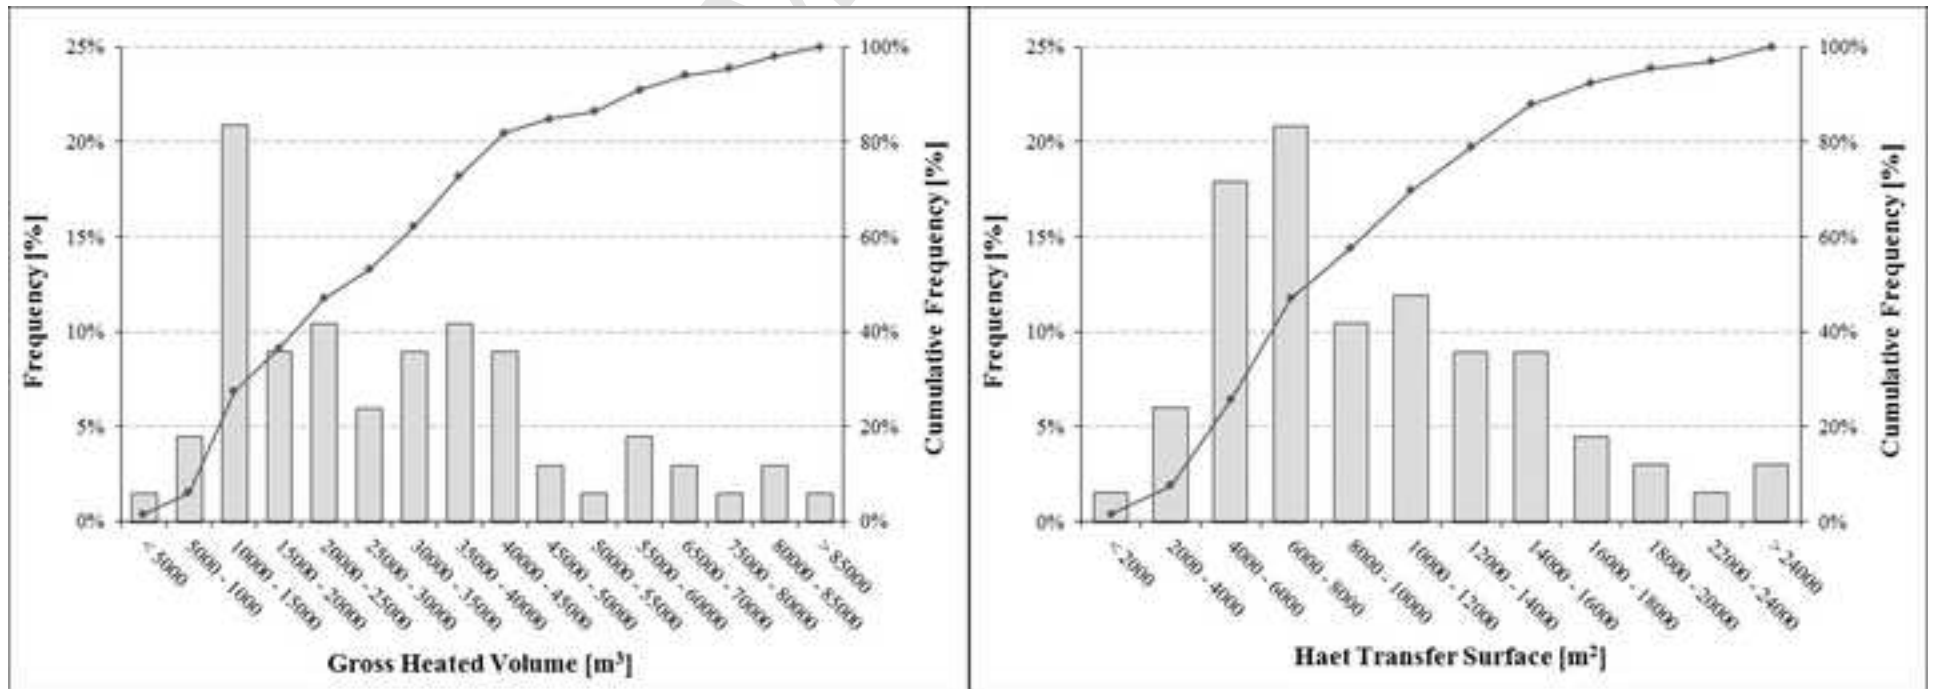 25%
20%
15%
10%
5%
0%
100%
80%
60%
40%
20%
0%
Frequency [%]
Cumulative Frequency [%]
< 5000
5000 - 1000
10000 - 15000
15000 - 20000
20000 - 25000
25000 - 30000
30000 - 35000
35000 - 40000
40000 - 45000
45000 - 50000
50000 - 55000
55000 - 60000
65000 - 70000
75000 - 80000
80000 - 85000
> 85000
Gross Heated Volume [m³]
25%
20%
15%
10%
5%
0%
100%
80%
60%
40%
20%
0%
Frequency [%]
Cumulative Frequency [%]
< 2000
2000 - 4000
4000 - 6000
6000 - 8000
8000 - 10000
10000 - 12000
12000 - 14000
14000 - 16000
16000 - 18000
18000 - 20000
22000 - 24000
> 24000
Haet Transfer Surface [m²]